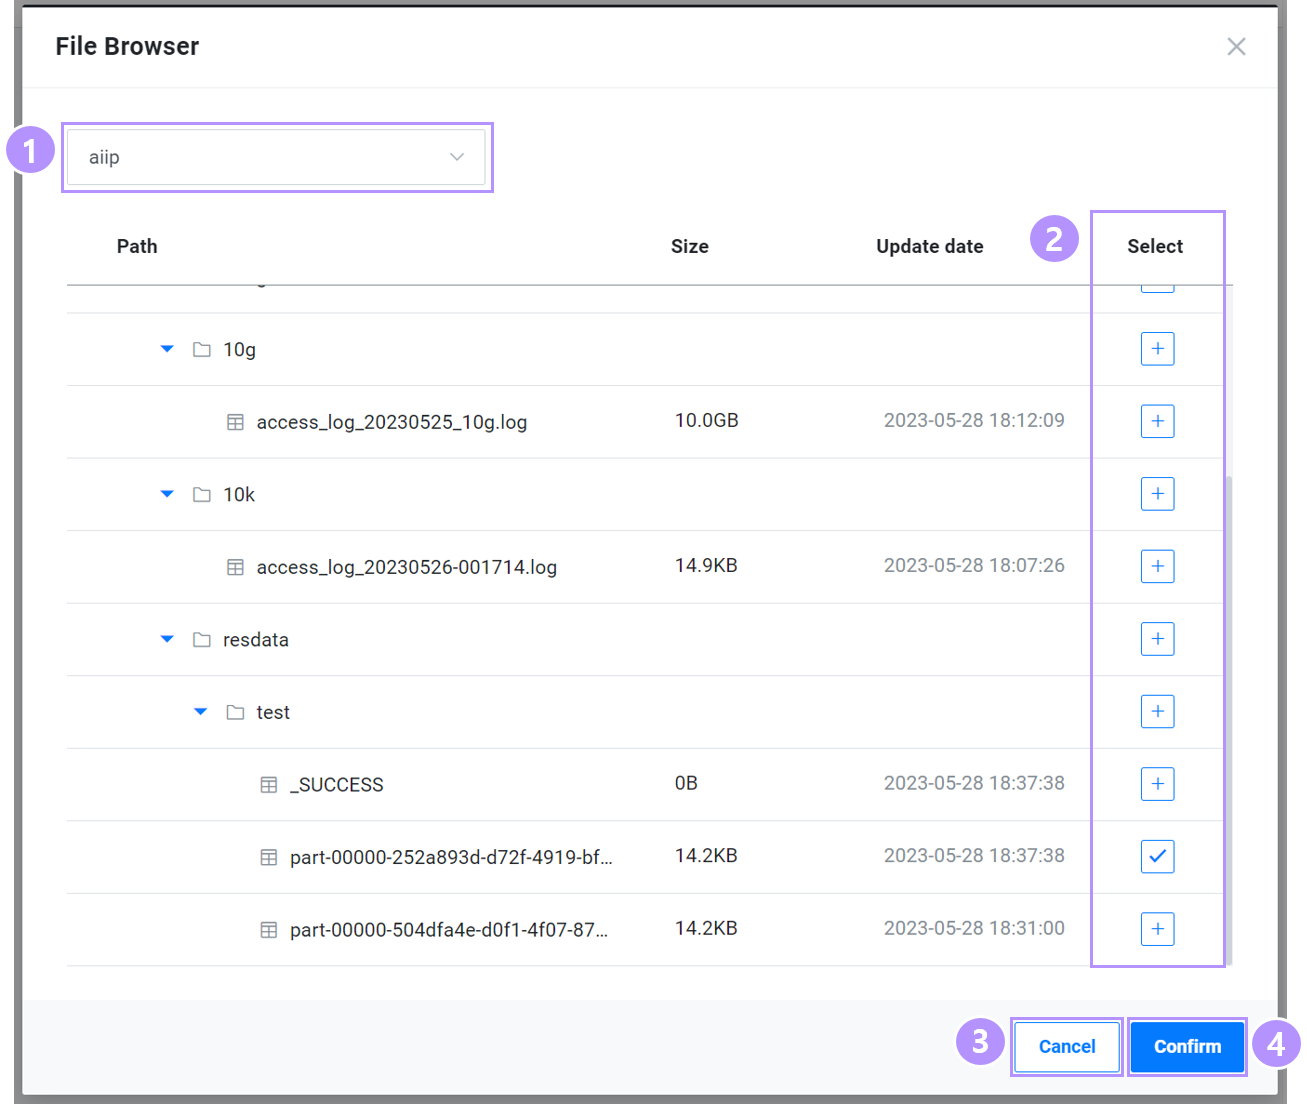 File Browser
1
aiip
2
Path Size Update date Select
10g
access_log_20230525_10g.log 10.0GB 2023-05-28 18:12:09
10k
access_log_20230526-001714.log 14.9KB 2023-05-28 18:07:26
resdata
test
_SUCCESS 0B 2023-05-28 18:37:38
part-00000-252a893d-d72f-4919-bf... 14.2KB 2023-05-28 18:37:38
part-00000-504dfa4e-d0f1-4f07-87... 14.2KB 2023-05-28 18:31:00
3 Cancel Confirm 4